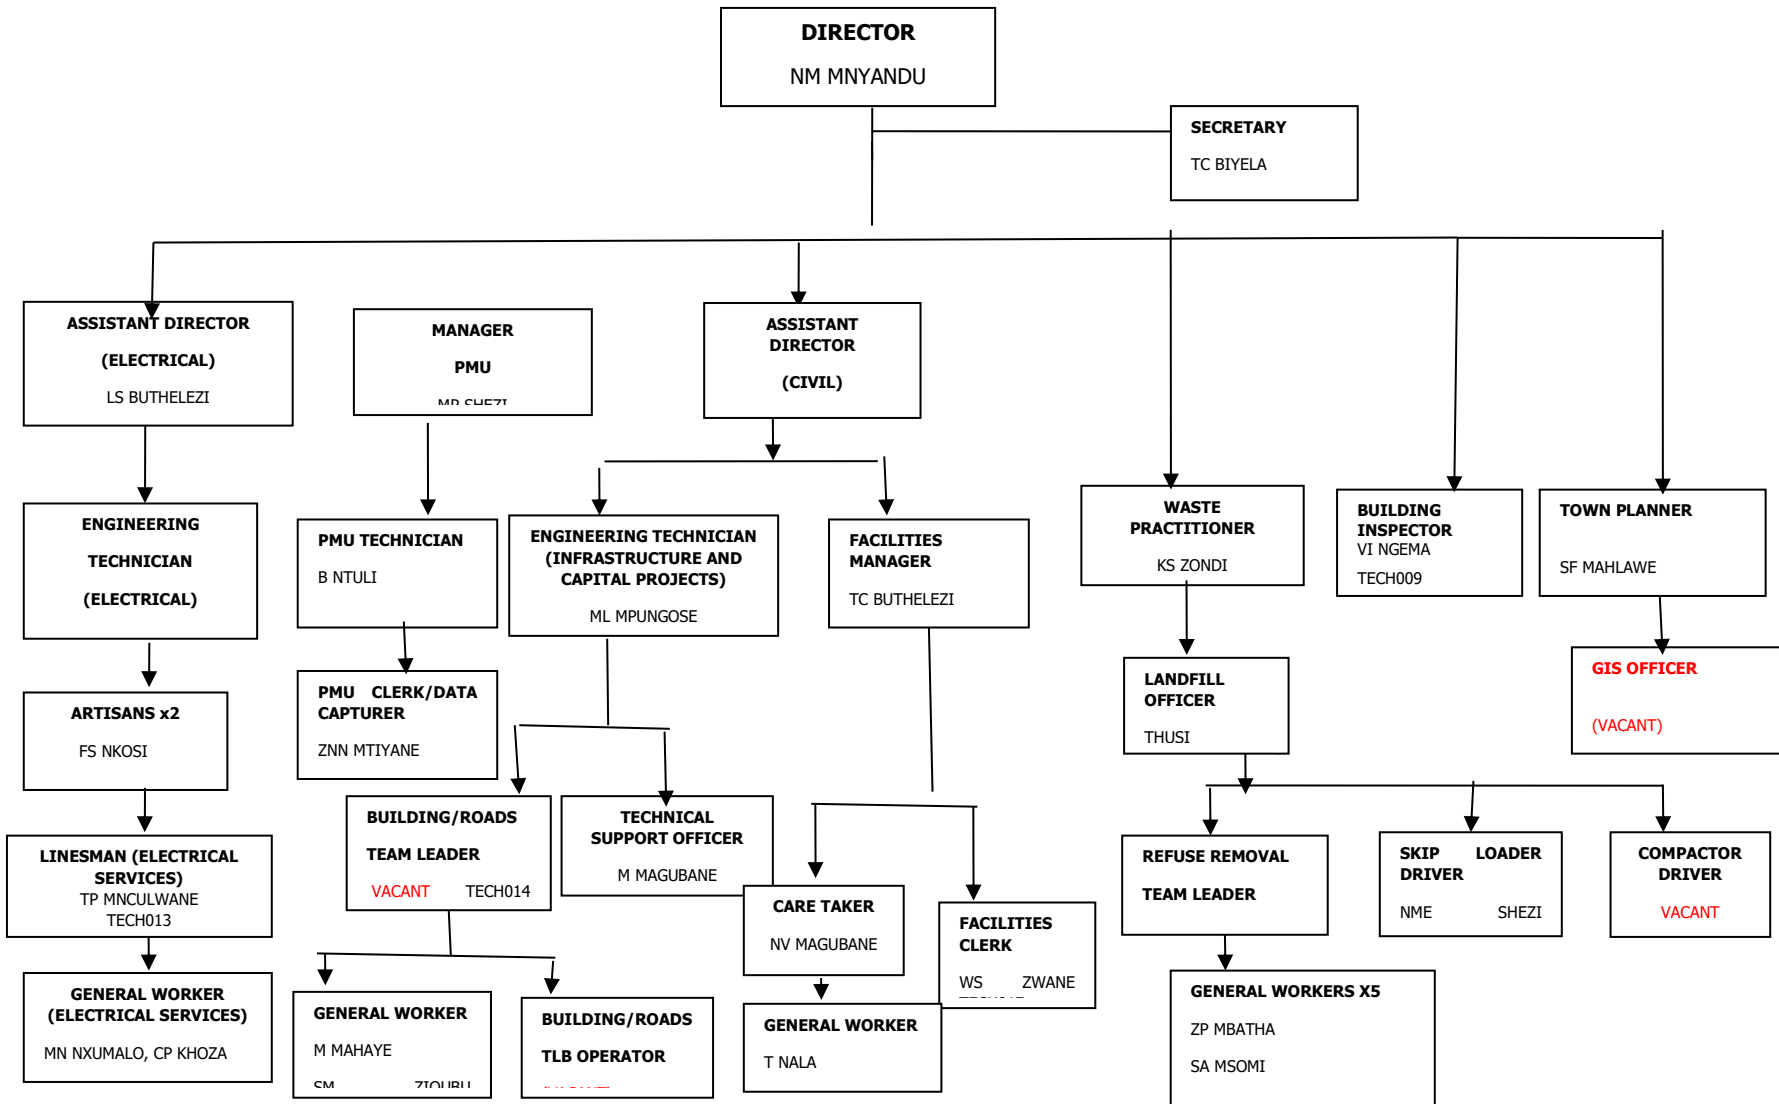 DIRECTOR
NM MNYANDU
SECRETARY
TC BIYELA
ASSISTANT DIRECTOR
(ELECTRICAL)
LS BUTHELEZI
MANAGER
PMU
MP SHEZI
ASSISTANT
DIRECTOR
(CIVIL)
ENGINEERING
TECHNICIAN
(ELECTRICAL)
PMU TECHNICIAN
B NTULI
ENGINEERING TECHNICIAN
(INFRASTRUCTURE AND
CAPITAL PROJECTS)
ML MPUNGOSE
FACILITIES
MANAGER
TC BUTHELEZI
WASTE
PRACTITIONER
KS ZONDI
BUILDING
INSPECTOR
VI NGEMA
TECH009
TOWN PLANNER
SF MAHLAWE
ARTISANS x2
FS NKOSI
PMU CLERK/DATA
CAPTURER
ZNN MTIYANE
LANDFILL
OFFICER
THUSI
GIS OFFICER
(VACANT)
LINESMAN (ELECTRICAL
SERVICES)
TP MNCULWANE
TECH013
BUILDING/ROADS
TEAM LEADER
VACANT TECH014
TECHNICAL
SUPPORT OFFICER
M MAGUBANE
CARE TAKER
NV MAGUBANE
FACILITIES
CLERK
WS ZWANE
REFUSE REMOVAL
TEAM LEADER
SKIP LOADER
DRIVER
NME SHEZI
COMPACTOR
DRIVER
VACANT
GENERAL WORKER
(ELECTRICAL SERVICES)
MN NXUMALO, CP KHOZA
GENERAL WORKER
M MAHAYE
SM
BUILDING/ROADS
TLB OPERATOR
GENERAL WORKER
T NALA
GENERAL WORKERS X5
ZP MBATHA
SA MSOMI